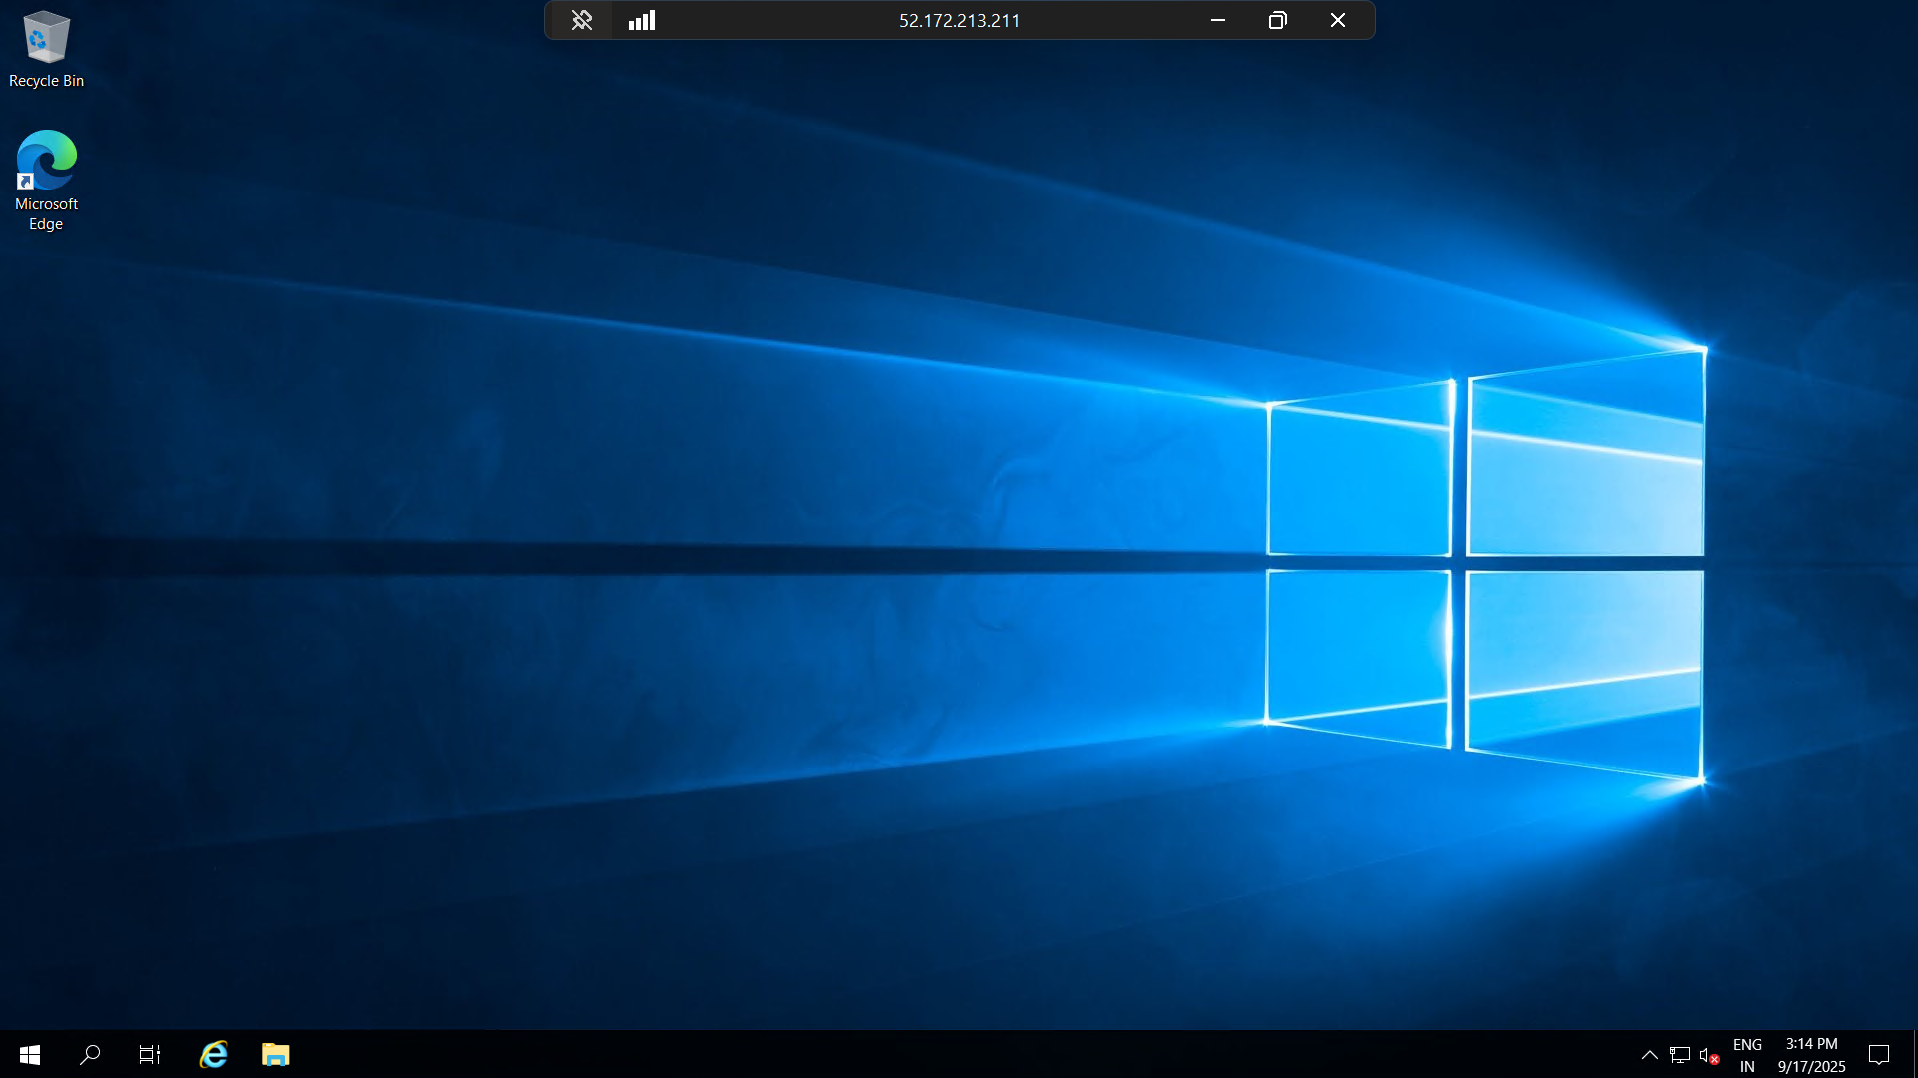 52.172.213.211
Recycle Bin
Microsoft
Edge
ENG
IN
3:14 PM
9/17/2025